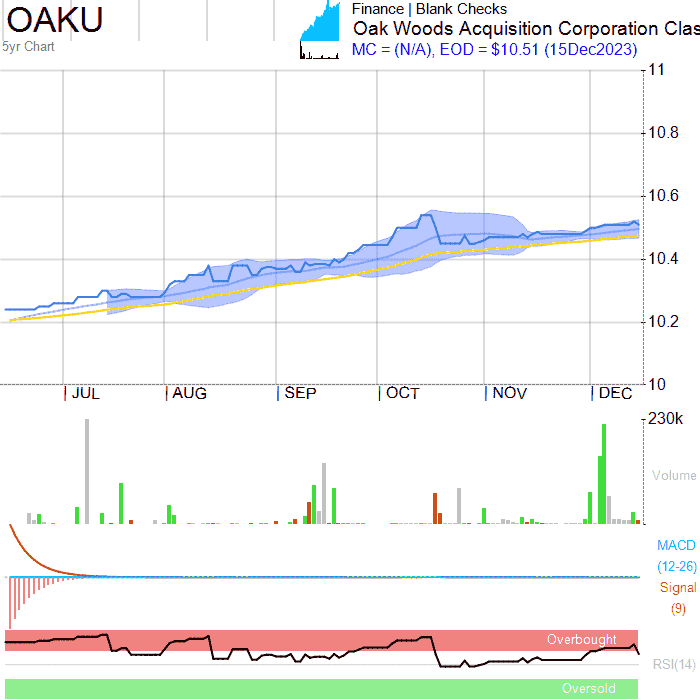 OAKU
5yr Chart
Finance | Blank Checks
Oak Woods Acquisition Corporation Clas
MC = (N/A), EOD = $10.51 (15Dec2023)
11
10.8
10.6
10.4
10.2
10
JUL AUG SEP OCT NOV DEC
230k
Volume
MACD
(12-26)
Signal
(9)
Overbought
RSI(14)
Oversold